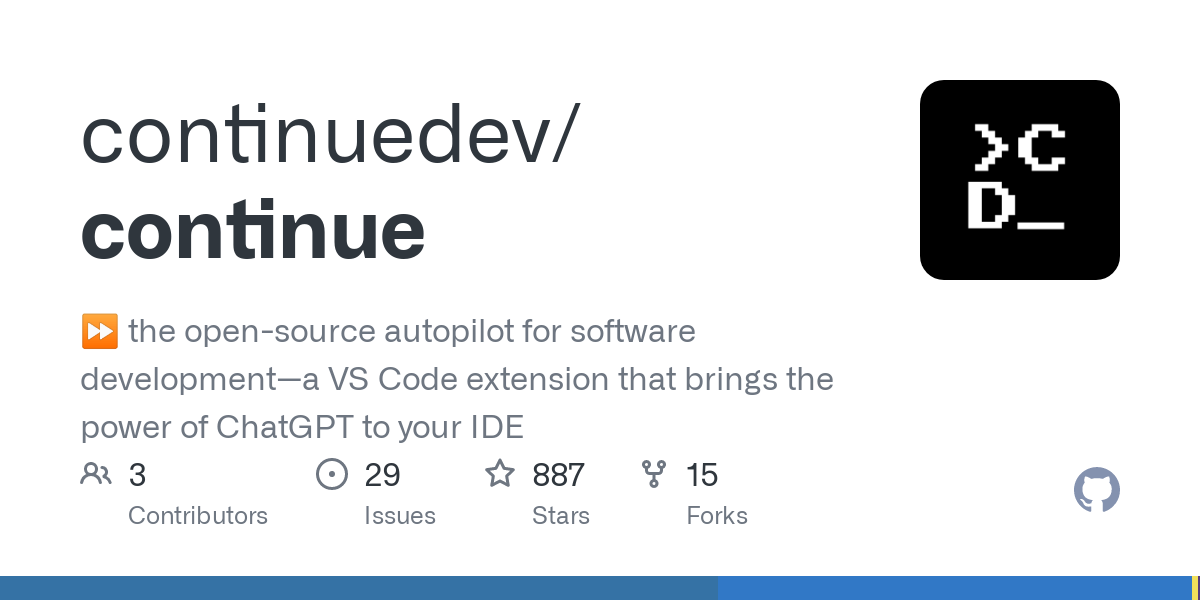 continuedev/
continue
>C
D_
⏩ the open-source autopilot for software
development—a VS Code extension that brings the
power of ChatGPT to your IDE
3 29 887 15
Contributors Issues Stars Forks